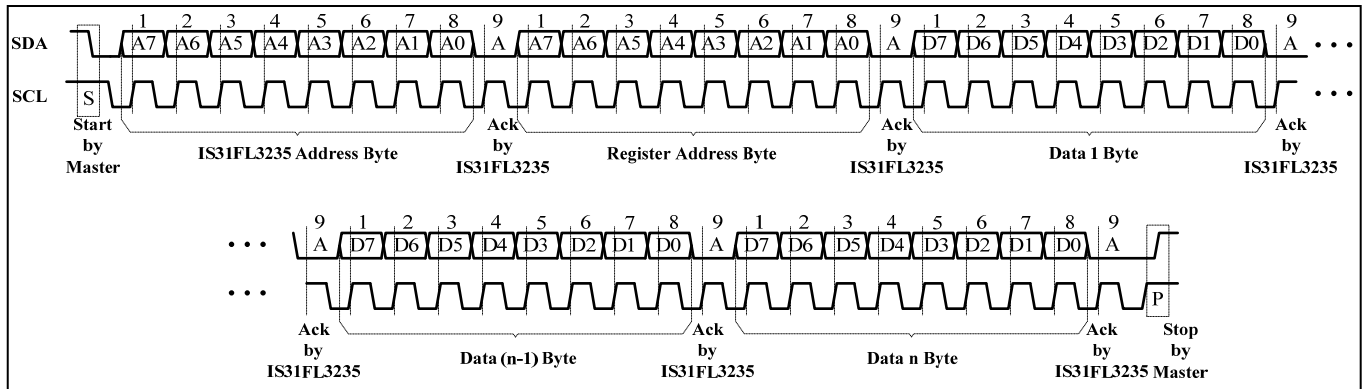 1 2 3 4 5 6 7 8 9 1 2 3 4 5 6 7 8 9 1 2 3 4 5 6 7 8 9
SDA A7 A6 A5 A4 A3 A2 A1 A0 A A7 A6 A5 A4 A3 A2 A1 A0 A D7 D6 D5 D4 D3 D2 D1 D0 A • • •
SCL S • • •
Start by Master
IS31FL3235 Address Byte
Ack by IS31FL3235
Register Address Byte
Ack by IS31FL3235
Data 1 Byte
Ack by IS31FL3235
9 1 2 3 4 5 6 7 8 9 1 2 3 4 5 6 7 8 9
• • • A D7 D6 D5 D4 D3 D2 D1 D0 A D7 D6 D5 D4 D3 D2 D1 D0 A
• • • P
Ack by IS31FL3235
Data (n-1) Byte
Ack by IS31FL3235
Data n Byte
Ack by IS31FL3235
Stop by Master